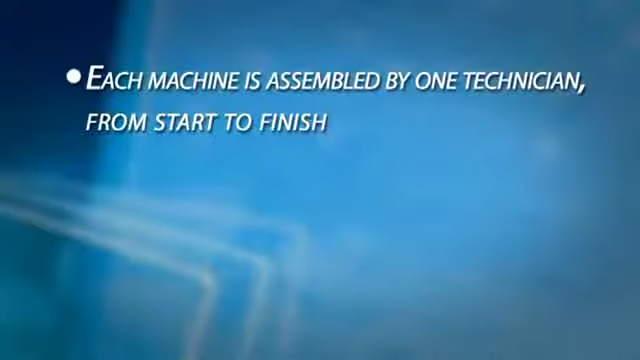 • Each machine is assembled by one technician,
from start to finish